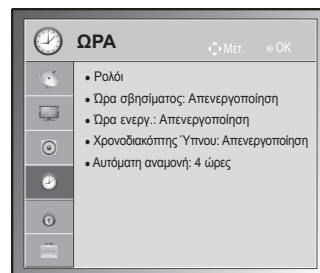 ΩΡΑ
Μετ. OK
• Ρολόι
• Ώρα σβησίματος: Απενεργοποίηση
• Ώρα ενεργ.: Απενεργοποίηση
• Χρονοδιακόπτης Ύπνου: Απενεργοποίηση
• Αυτόματη αναμονή: 4 ώρες